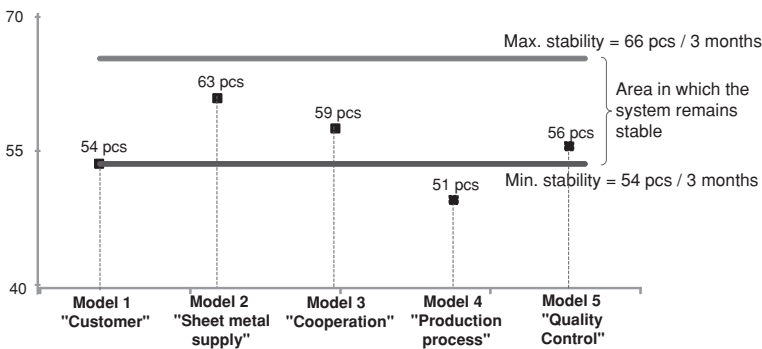 70
Max. stability = 66 pcs / 3 months
63 pcs
Area in which the
system remains
stable
59 pcs
54 pcs
56 pcs
55
51 pcs
Min. stability = 54 pcs / 3 months
40
Model 1
"Customer"
Model 2
"Sheet metal
supply"
Model 3
"Cooperation"
Model 4
"Production
process"
Model 5
"Quality
Control"